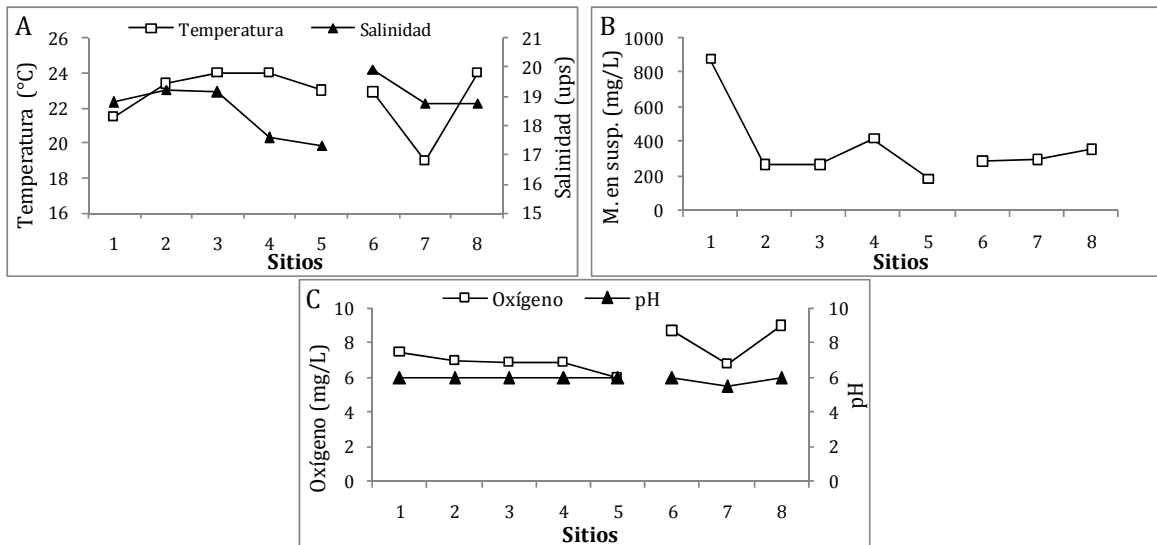 A
Temperatura
Salinidad
26
24
22
20
18
16
Temperatura (°C)
21
20
19
18
17
16
15
Salinidad (ups)
1 2 3 4 5 6 7 8
Sitios
B
1000
800
600
400
200
0
M. en susp. (mg/L)
1 2 3 4 5 6 7 8
Sitios
C
Oxígeno
pH
10
8
6
4
2
0
Oxígeno (mg/L)
10
8
6
4
2
0
pH
1 2 3 4 5 6 7 8
Sitios